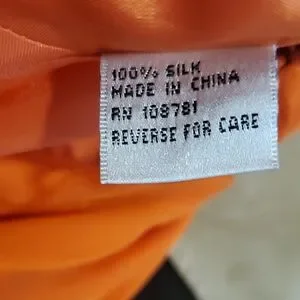 100% SILK
MADE IN CHINA
RN 108781
REVERSE FOR CARE